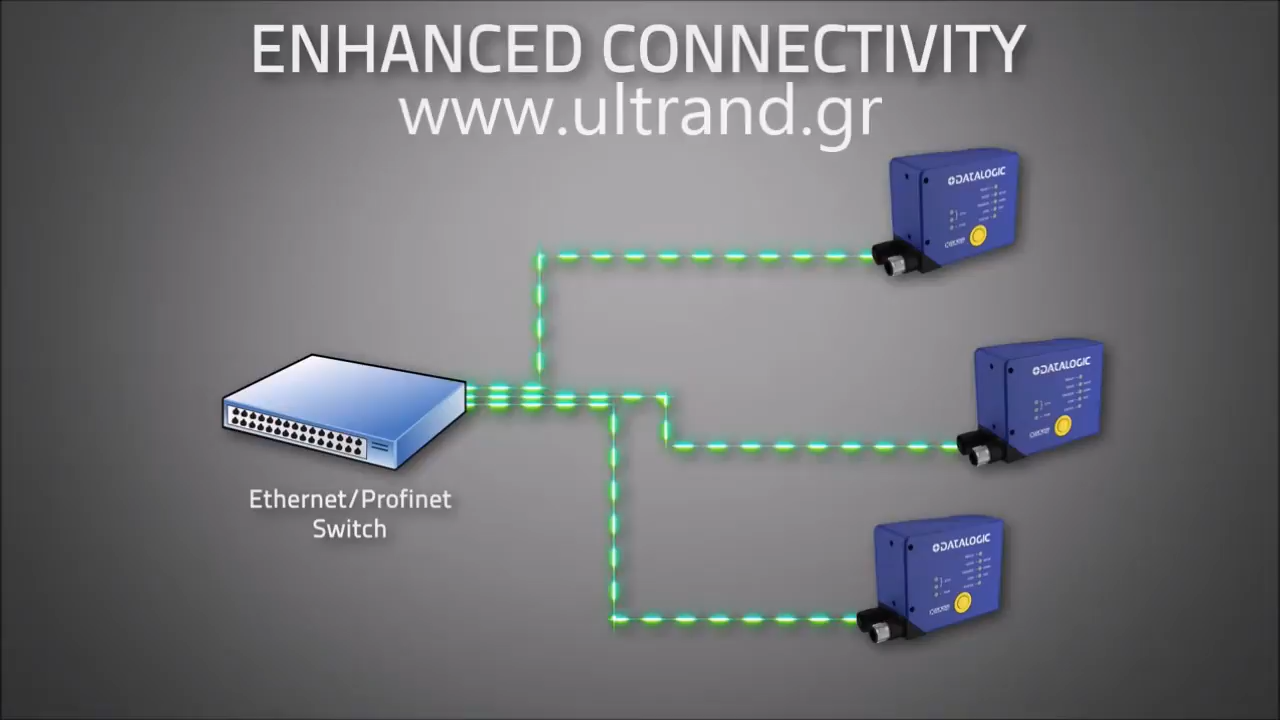 ENHANCED CONNECTIVITY
www.ultrand.gr
DATALOGIC
DATALOGIC
Ethernet/Profinet
Switch
DATALOGIC